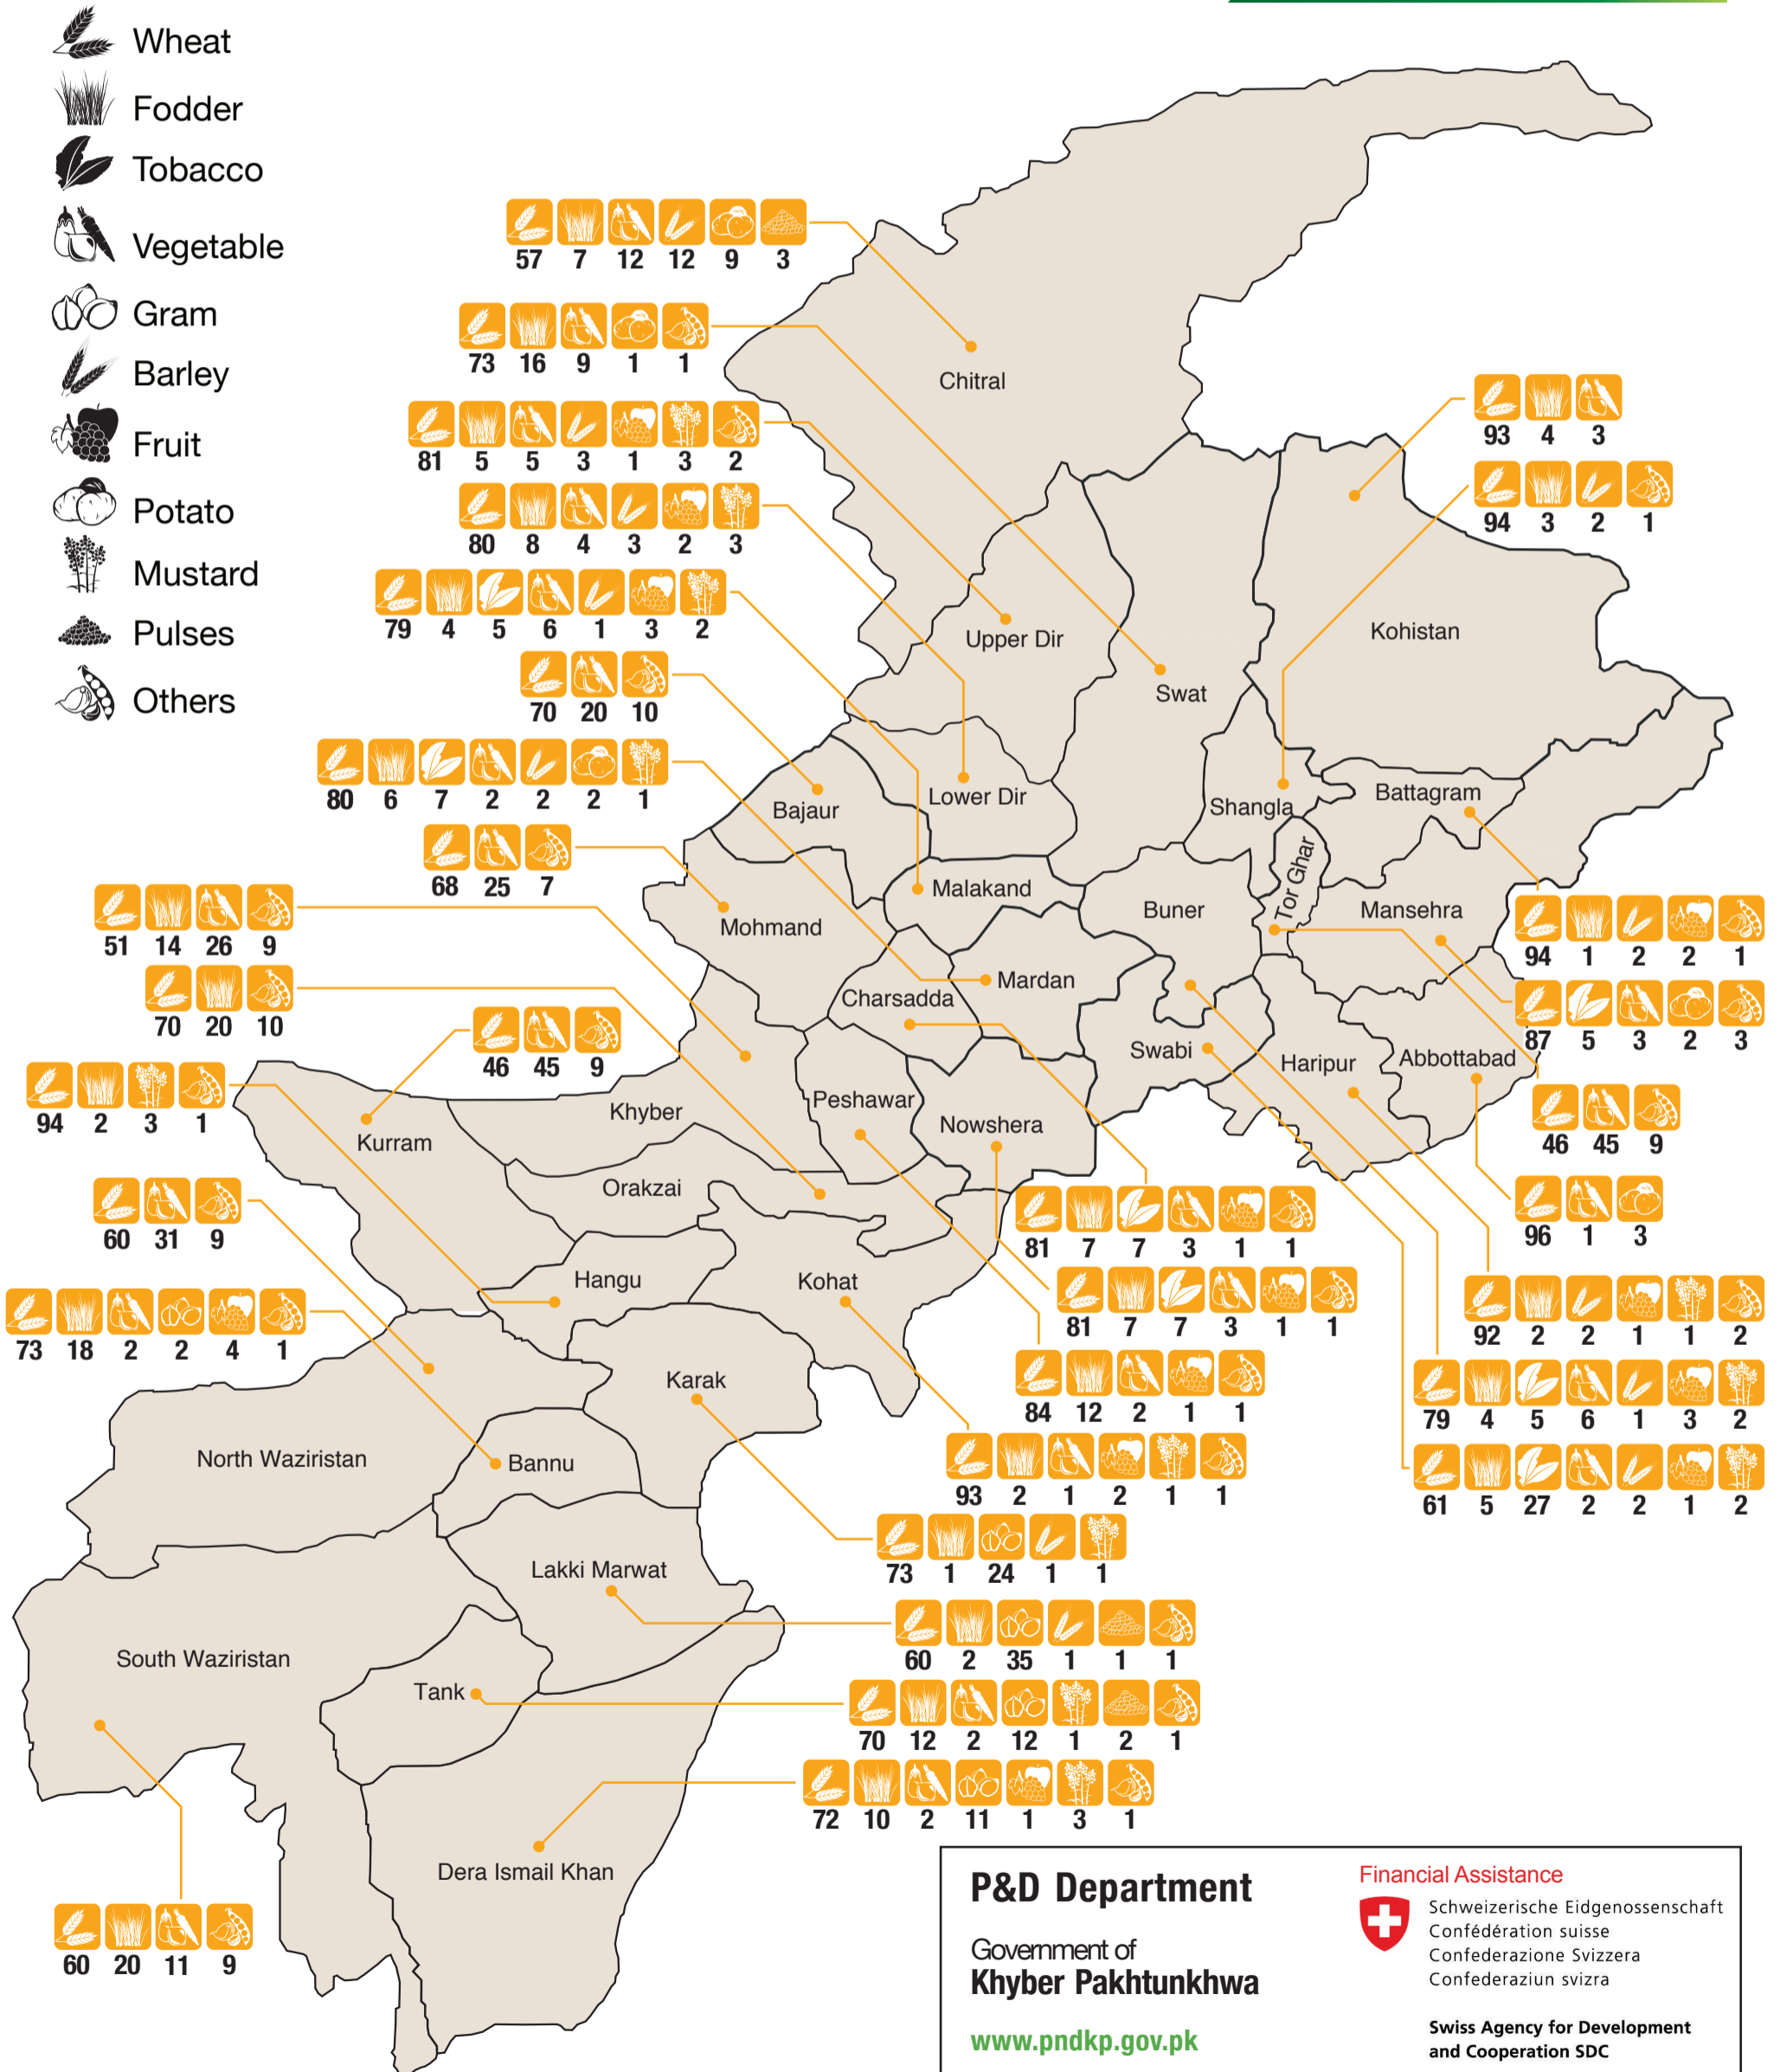 Wheat
Fodder
Tobacco
Vegetable
Gram
Barley
Fruit
Potato
Mustard
Pulses
Others
57 7 12 12 9 3
73 16 9 1 1
81 5 5 3 1 3 2
80 8 4 3 2 3
79 4 5 6 1 3 2
70 20 10
80 6 7 2 2 2 1
68 25 7
51 14 26 9
70 20 10
46 45 9
94 2 3 1
60 31 9
73 18 2 2 4 1
60 20 11 9
93 4 3
94 3 2 1
94 1 2 2 1
87 5 3 2 3
46 45 9
96 1 3
92 2 2 1 1 2
79 4 5 6 1 3 2
61 5 27 2 2 1 2
81 7 7 3 1 1
81 7 7 3 1 1
84 12 2 1 1
93 2 1 2 1 1
73 1 24 1 1
60 2 35 1 1 1
70 12 2 12 1 2 1
72 10 2 11 1 3 1
Chitral
Upper Dir
Swat
Kohistan
Bajaur
Lower Dir
Shangla
Battagram
Tor Ghar
Malakand
Buner
Mansehra
Mohmand
Charsadda
Mardan
Swabi
Haripur
Abbottabad
Khyber
Peshawar
Nowshera
Kurram
Orakzai
Hangu
Kohat
Karak
North Waziristan
Bannu
Lakki Marwat
South Waziristan
Tank
Dera Ismail Khan
P&D Department
Government of
Khyber Pakhtunkhwa
www.pndkp.gov.pk
Financial Assistance
Schweizerische Eidgenossenschaft
Confédération suisse
Confederazione Svizzera
Confederaziun svizra
Swiss Agency for Development
and Cooperation SDC